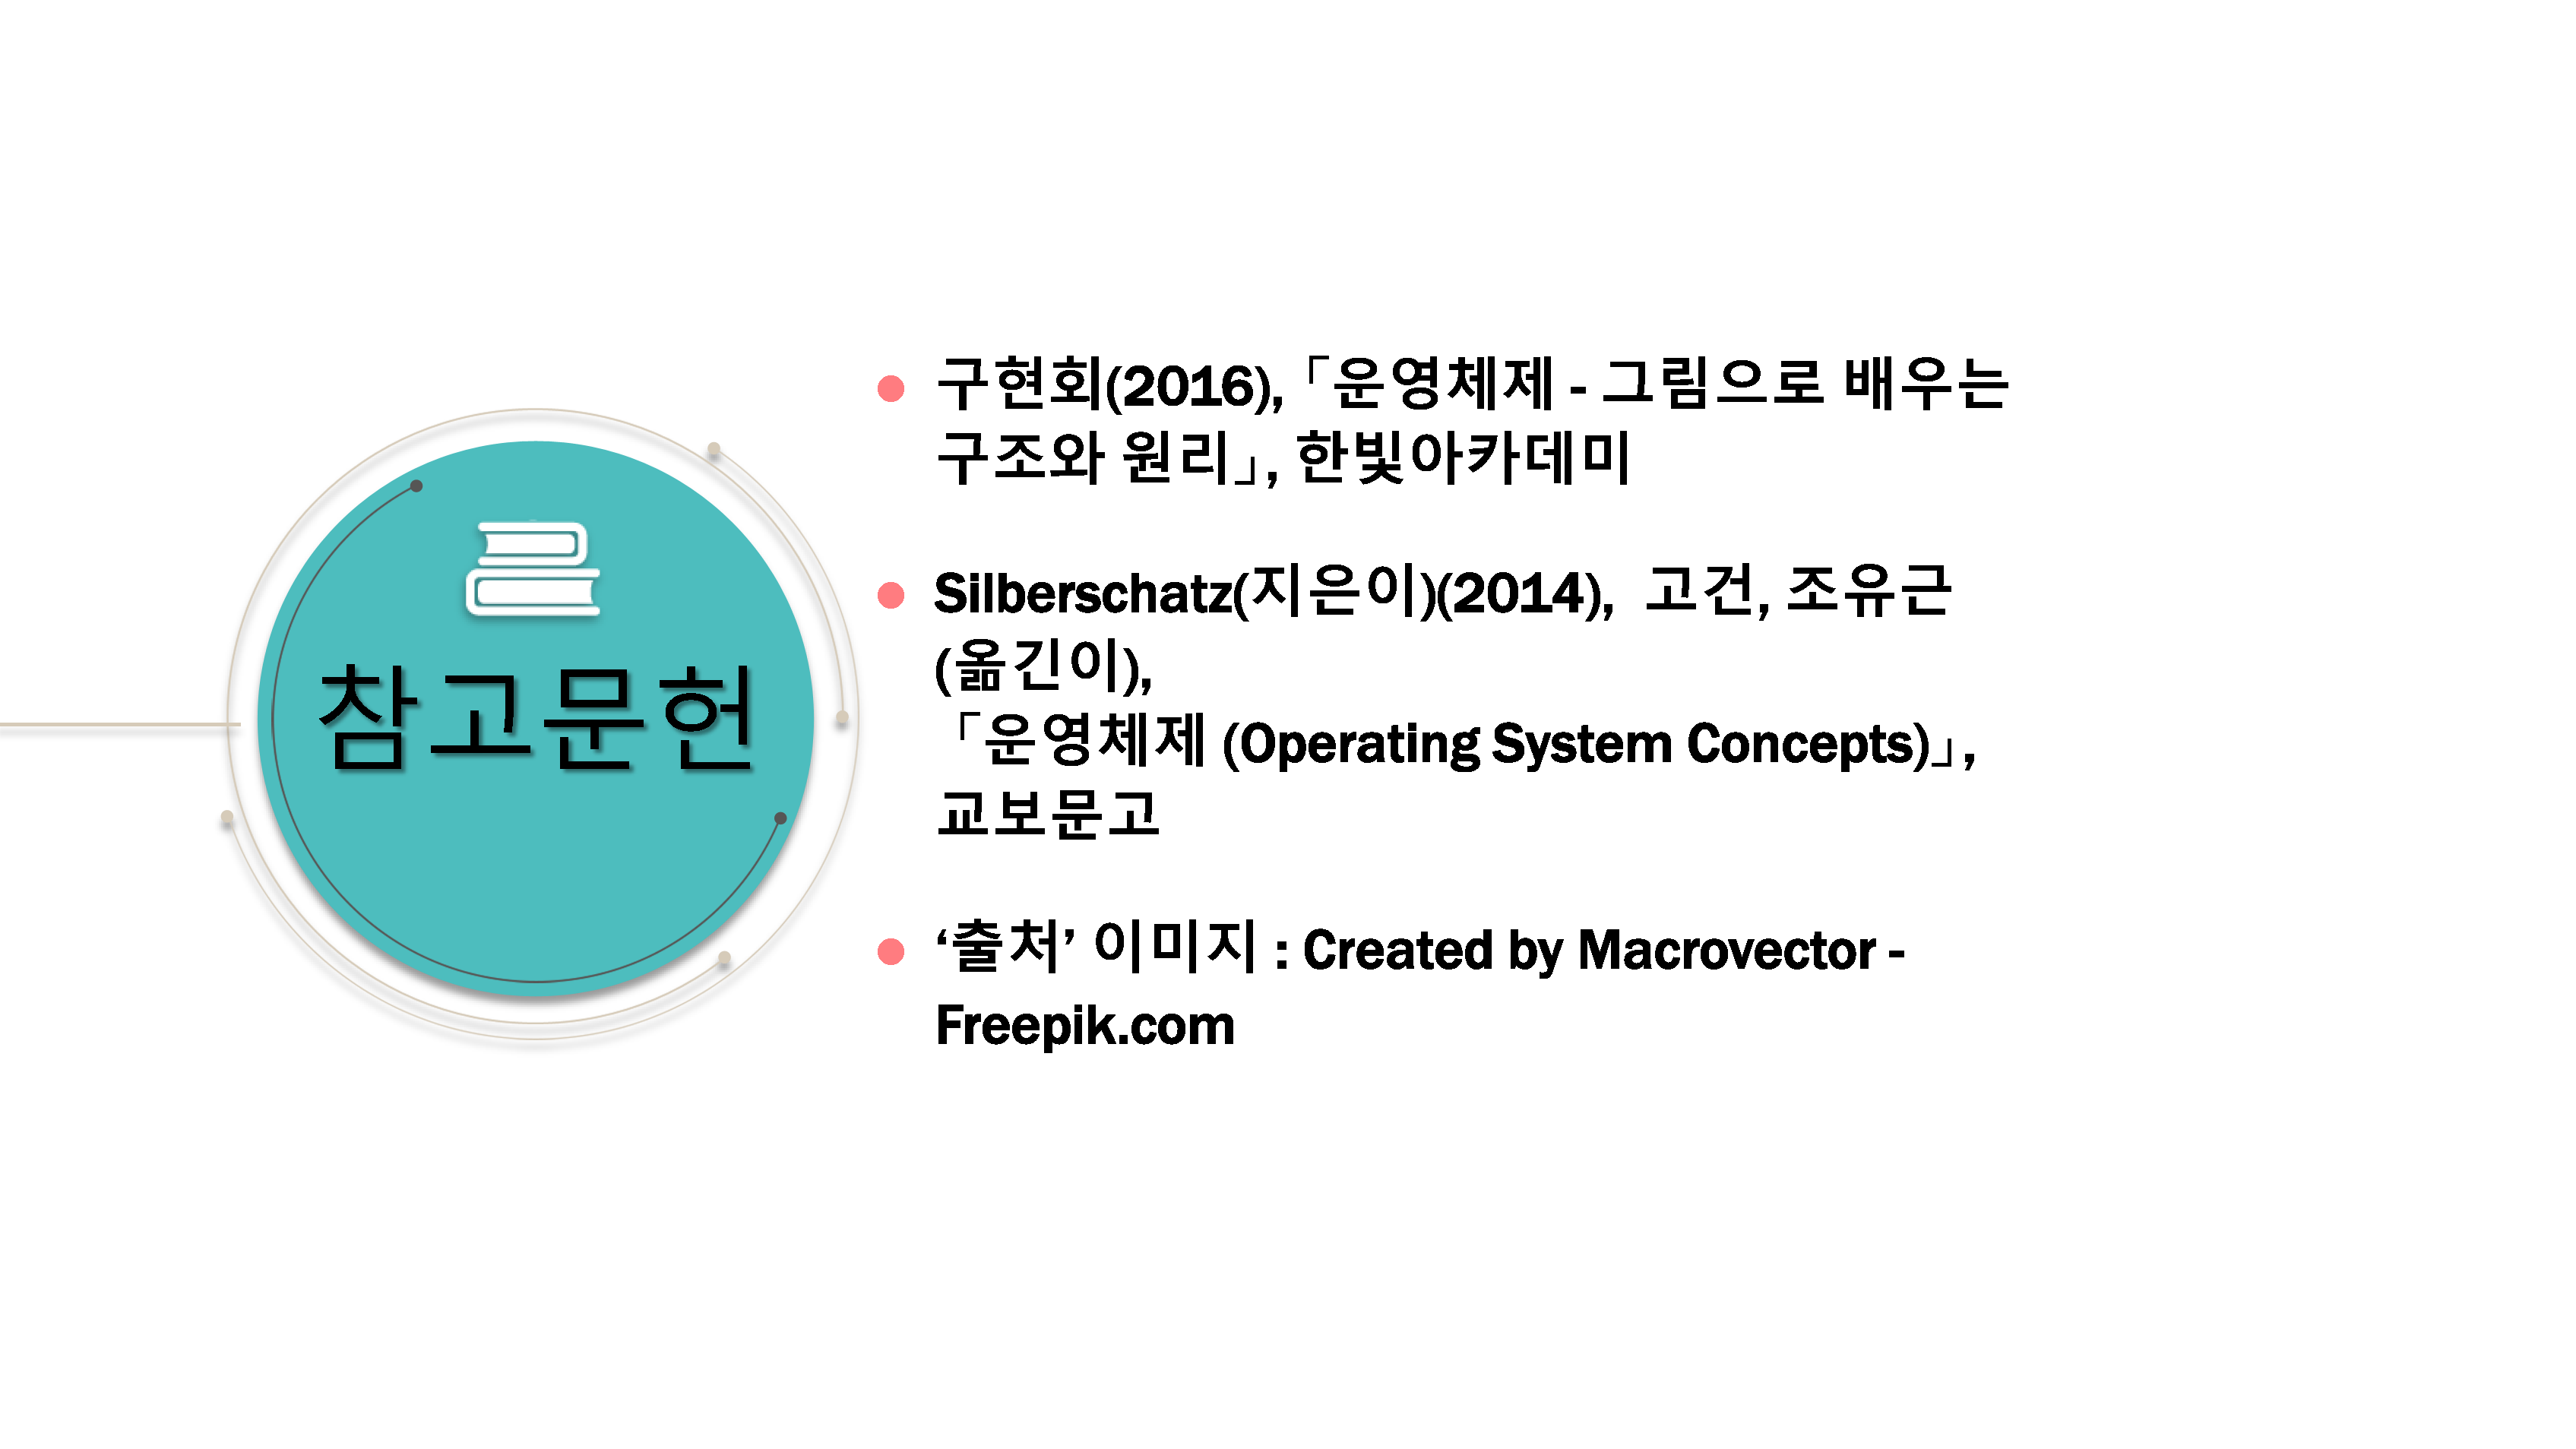 참고문헌
구현회(2016), 「운영체제 - 그림으로 배우는
구조와 원리」, 한빛아카데미
Silberschatz(지은이)(2014),  고건, 조유근
(옮긴이),
「운영체제 (Operating System Concepts)」,
교보문고
‘출처’ 이미지 : Created by Macrovector -
Freepik.com